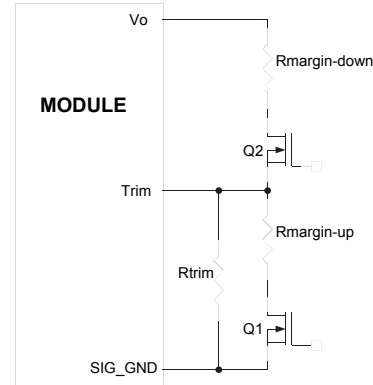 Vo
Rmargin-down
MODULE
Q2
Trim
Rmargin-up
Rtrim
Q1
SIG_GND